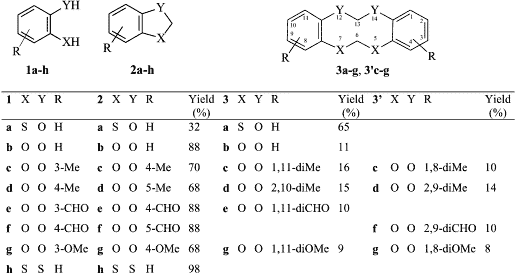 YH
XH
R
1a-h
Y
X
R
2a-h
11 12 14 1
10 13 2
9 6 3
8 7 5 4
Y Y
X X
R R
3a-g, 3'c-g
1 X Y R 2 X Y R Yield (%) 3 X Y R Yield (%) 3' X Y R Yield (%)
a S O H a S O H 32 a S O H 65
b O O H b O O H 88 b O O H 11
c O O 3-Me c O O 4-Me 70 c O O 1,11-diMe 16 c O O 1,8-diMe 10
d O O 4-Me d O O 5-Me 68 d O O 2,10-diMe 15 d O O 2,9-diMe 14
e O O 3-CHO e O O 4-CHO 88 e O O 1,11-diCHO 10
f O O 4-CHO f O O 5-CHO 88 f O O 2,9-diCHO 10
g O O 3-OMe g O O 4-OMe 68 g O O 1,11-diOMe 9 g O O 1,8-diOMe 8
h S S H h S S H 98